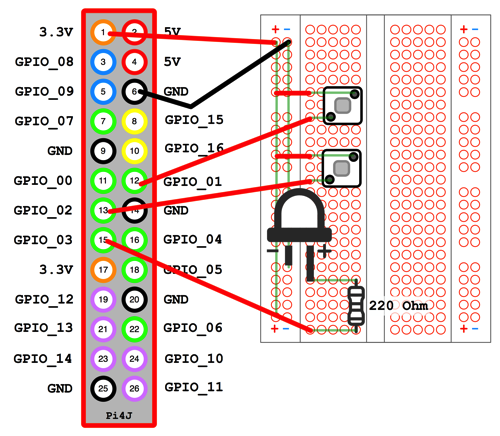 3.3V 1 2 5V + - + -
GPIO_08 3 4 5V
GPIO_09 5 6 GND
GPIO_07 7 8 GPIO_15
GND 9 10 GPIO_16
GPIO_00 11 12 GPIO_01
GPIO_02 13 14 GND
GPIO_03 15 16 GPIO_04
- +
3.3V 17 18 GPIO_05
GPIO_12 19 20 GND
220 Ohm
GPIO_13 21 22 GPIO_06
+ - + -
GPIO_14 23 24 GPIO_10
GND 25 26 GPIO_11
Pi4J